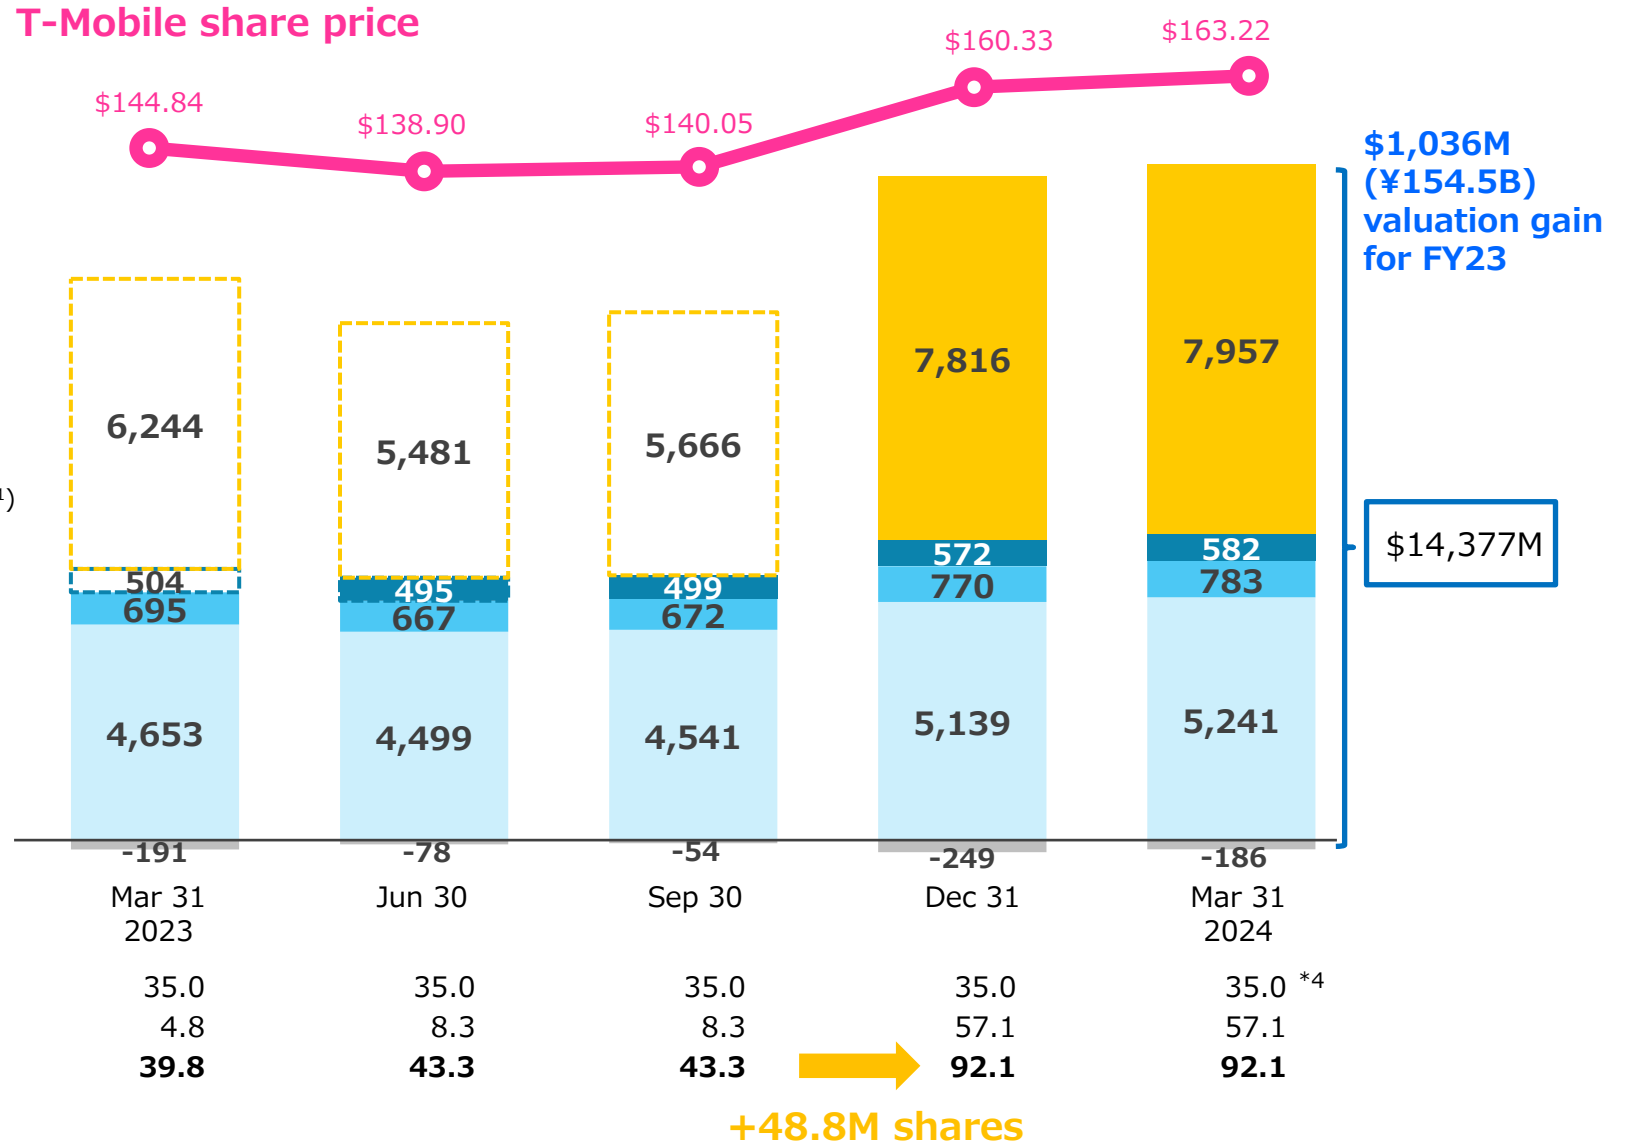 T-Mobile share price
$144.84
$138.90
$140.05
$160.33
$163.22
$1,036M
(¥154.5B)
valuation gain
for FY23
6,244
5,481
5,666
7,816
7,957
¹)
504
495
499
572
582
$14,377M
695
667
672
770
783
4,653
4,499
4,541
5,139
5,241
-191
-78
-54
-249
-186
Mar 31
2023
Jun 30
Sep 30
Dec 31
Mar 31
2024
35.0 35.0 35.0 35.0 35.0 *4
4.8 8.3 8.3 57.1 57.1
39.8 43.3 43.3 92.1 92.1
+48.8M shares